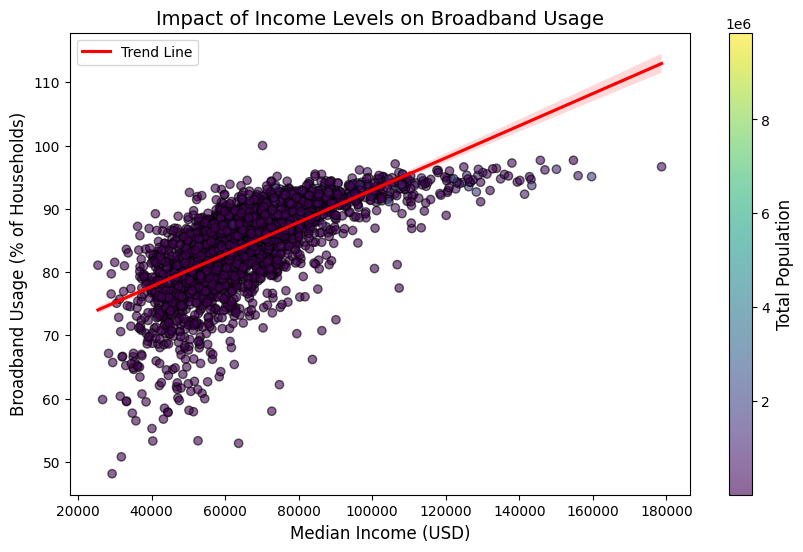 Impact of Income Levels on Broadband Usage
1e6
Trend Line
110
100
90
80
70
60
50
Broadband Usage (% of Households)
20000 40000 60000 80000 100000 120000 140000 160000 180000
Median Income (USD)
8
6
4
2
Total Population